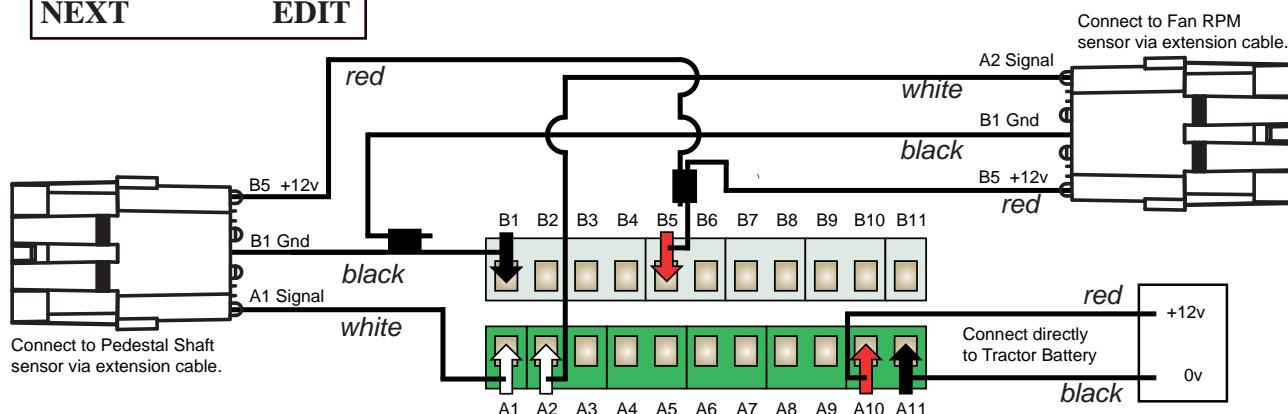 NEXT EDIT
Connect to Fan RPM
sensor via extension cable.
A2 Signal
red
white
B1 Gnd
black
B5 +12v
B5 +12v
red
B1 B2 B3 B4 B5 B6 B7 B8 B9 B10 B11
B1 Gnd
black
A1 Signal
white
red
+12v
Connect directly
to Tractor Battery
Connect to Pedestal Shaft
sensor via extension cable.
0v
black
A1 A2 A3 A4 A5 A6 A7 A8 A9 A10 A11